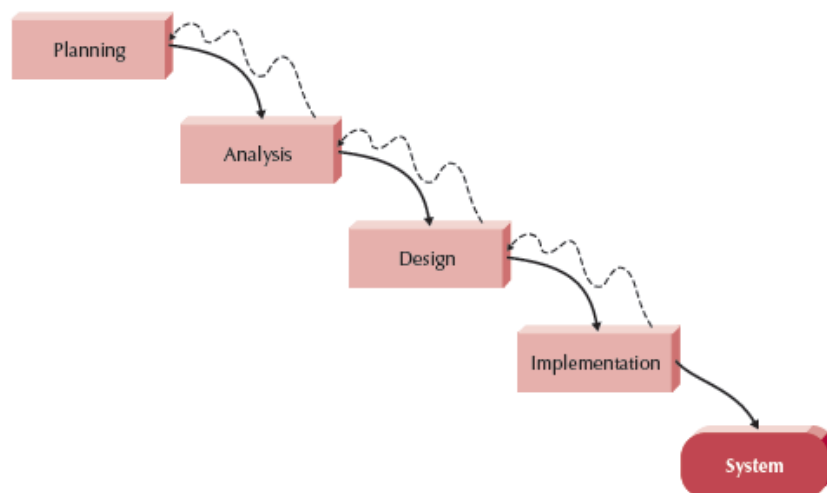 Planning
Analysis
Design
Implementation
System